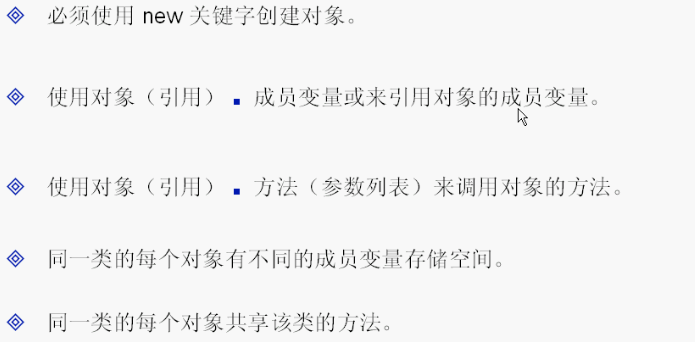 必须使用 new 关键字创建对象。
使用对象（引用）.成员变量或来引用对象的成员变量。
使用对象（引用）.方法（参数列表）来调用对象的方法。
同一类的每个对象有不同的成员变量存储空间。
同一类的每个对象共享该类的方法。